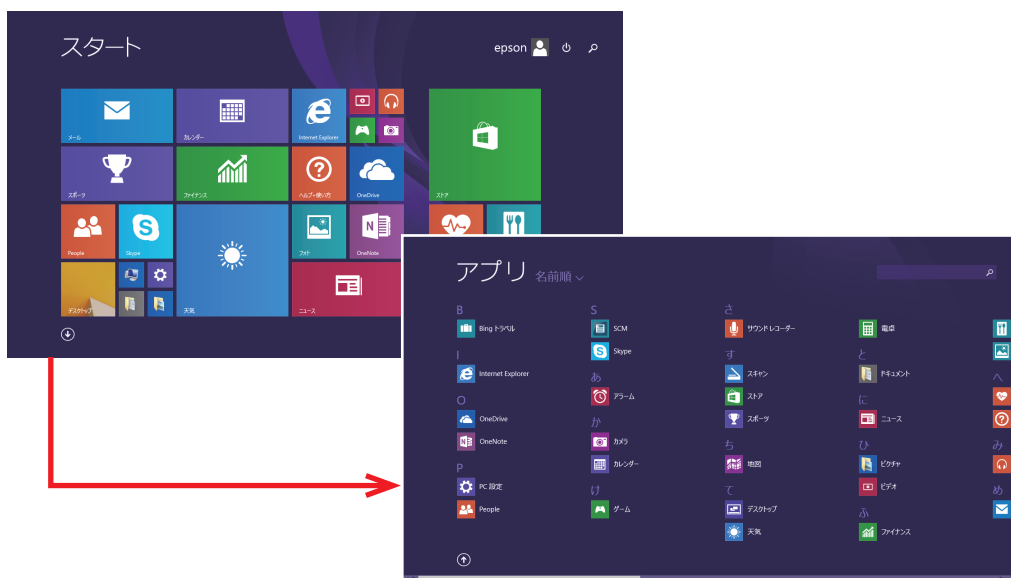 スタート
epson
メール
カレンダー
Internet Explorer
スポーツ
ファイナンス
ヘルプ+使い方
OneDrive
ストア
People
Skype
天気
フォト
OneNote
デスクトップ
ニュース
アプリ 名前順
B
Bing トラベル
I
Internet Explorer
O
OneDrive
OneNote
P
PC 設定
People
S
SCM
Skype
あ
アラーム
か
カメラ
カレンダー
け
ゲーム
さ
サウンド レコーダー
す
スキャン
ストア
スポーツ
ち
地図
て
デスクトップ
天気
電卓
と
ドキュメント
に
ニュース
ひ
ピクチャ
ビデオ
ふ
ファイナンス
へ
み
め